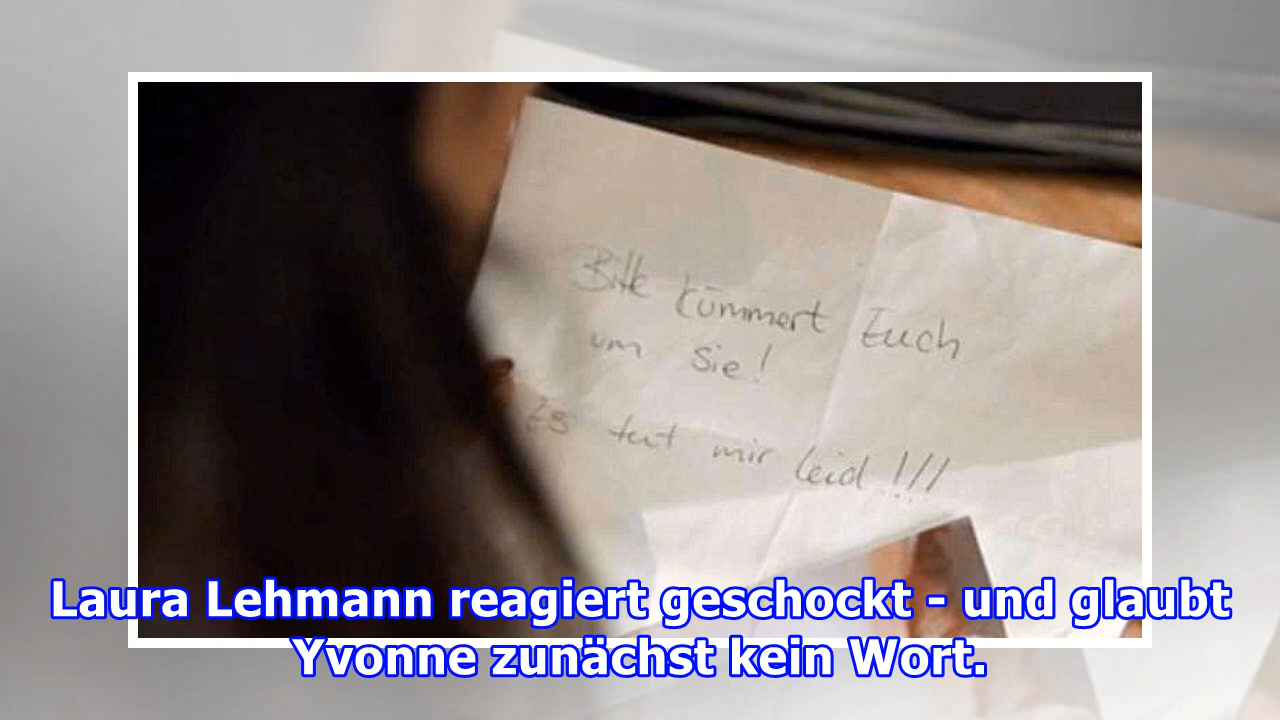 Bitte kümmert Euch
um Sie!
Es tut mir Leid !!!
Laura Lehmann reagiert geschockt - und glaubt
Yvonne zunächst kein Wort.